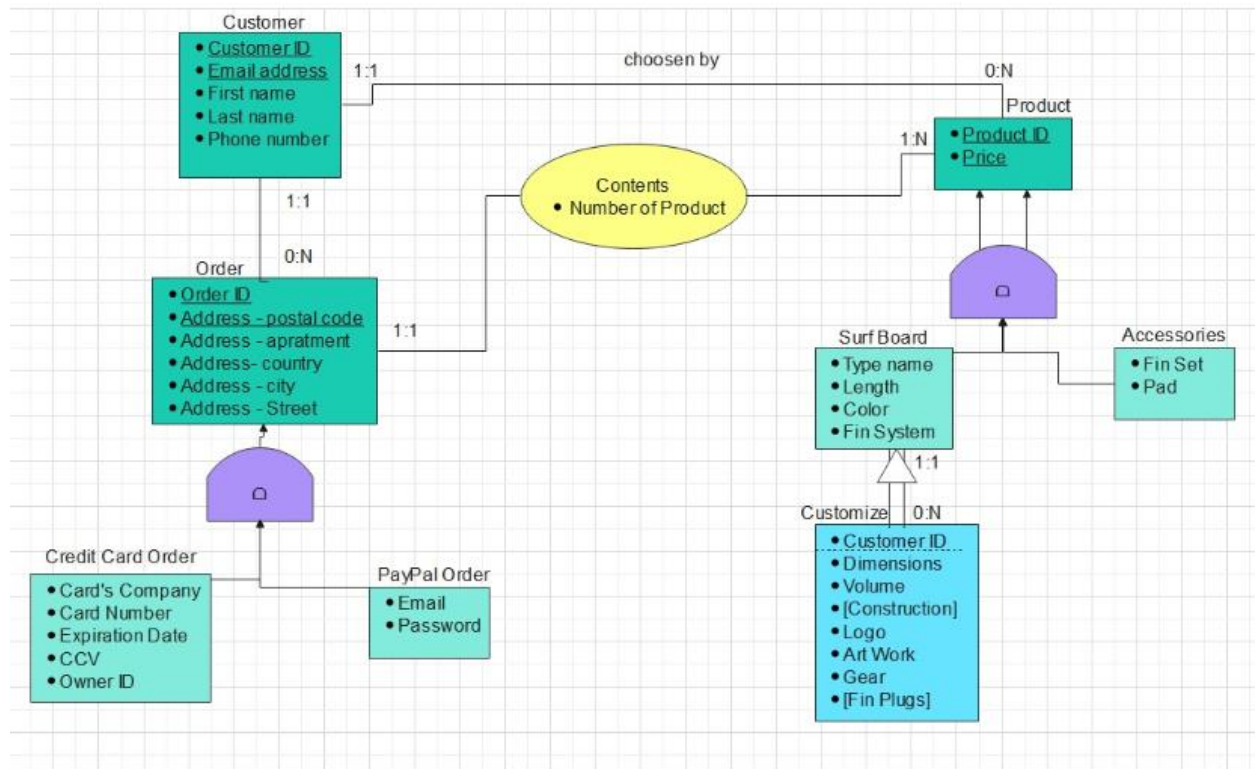 Customer
• Customer ID
• Email address
• First name
• Last name
• Phone number
1:1
choosen by
0:N
Product
• Product ID
• Price
1:N
Contents
• Number of Product
1:1
0:N
Order
• Order ID
• Address - postal code
• Address - apratment
• Address- country
• Address - city
• Address - Street
1:1
D
Surf Board
• Type name
• Length
• Color
• Fin System
Accessories
• Fin Set
• Pad
1:1
D
Customize
0:N
• Customer ID
• Dimensions
• Volume
• [Construction]
• Logo
• Art Work
• Gear
• [Fin Plugs]
Credit Card Order
• Card's Company
• Card Number
• Expiration Date
• CCV
• Owner ID
PayPal Order
• Email
• Password